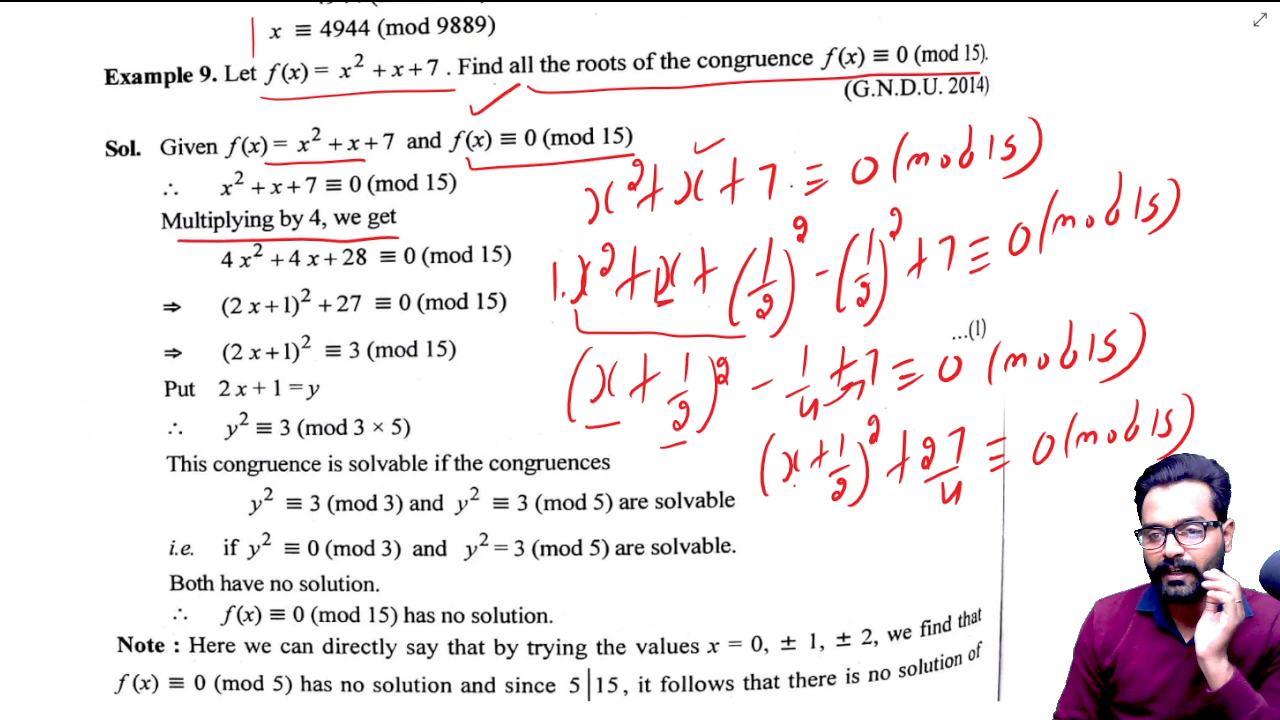 x ≡ 4944 (mod 9889)
Example 9. Let f(x) = x² + x + 7 . Find all the roots of the congruence f(x) ≡ 0 (mod 15).
(G.N.D.U. 2014)
Sol. Given f(x) = x² + x + 7 and f(x) ≡ 0 (mod 15)
∴ x² + x + 7 ≡ 0 (mod 15)
Multiplying by 4, we get
4x² + 4x + 28 ≡ 0 (mod 15)
⇒ (2x+1)² + 27 ≡ 0 (mod 15)
⇒ (2x+1)² ≡ 3 (mod 15) ...(1)
Put 2x + 1 = y
∴ y² ≡ 3 (mod 3 × 5)
This congruence is solvable if the congruences
y² ≡ 3 (mod 3) and y² ≡ 3 (mod 5) are solvable
i.e. if y² ≡ 0 (mod 3) and y² = 3 (mod 5) are solvable.
Both have no solution.
∴ f(x) ≡ 0 (mod 15) has no solution.
Note : Here we can directly say that by trying the values x = 0, ± 1, ± 2, we find that
f(x) ≡ 0 (mod 5) has no solution and since 5 | 15, it follows that there is no solution of
x² + x + 7 ≡ 0 (mod 15)
1.x² + x + (1/2)² - (1/2)² + 7 ≡ 0 (mod 15)
(x + 1/2)² - 1/4 + 7 ≡ 0 (mod 15)
(x + 1/2)² + 27/4 ≡ 0 (mod 15)